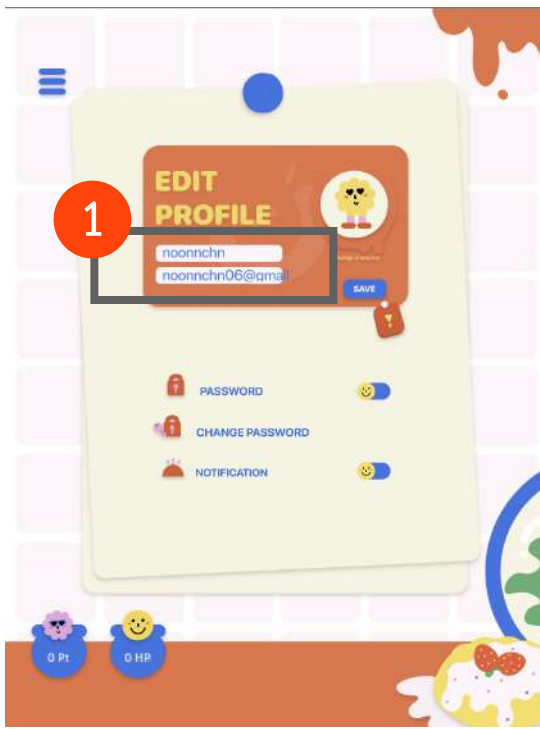 EDIT
PROFILE
1
noonnchn
noonnchn06@gmail
SAVE
PASSWORD
CHANGE PASSWORD
NOTIFICATION
0 Pt
0 HP